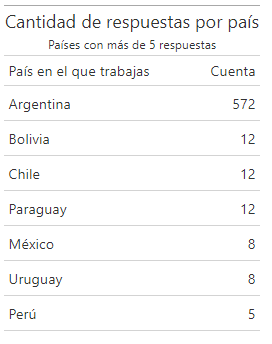 Cantidad de respuestas por país
Países con más de 5 respuestas
País en el que trabajas Cuenta
Argentina 572
Bolivia 12
Chile 12
Paraguay 12
México 8
Uruguay 8
Perú 5